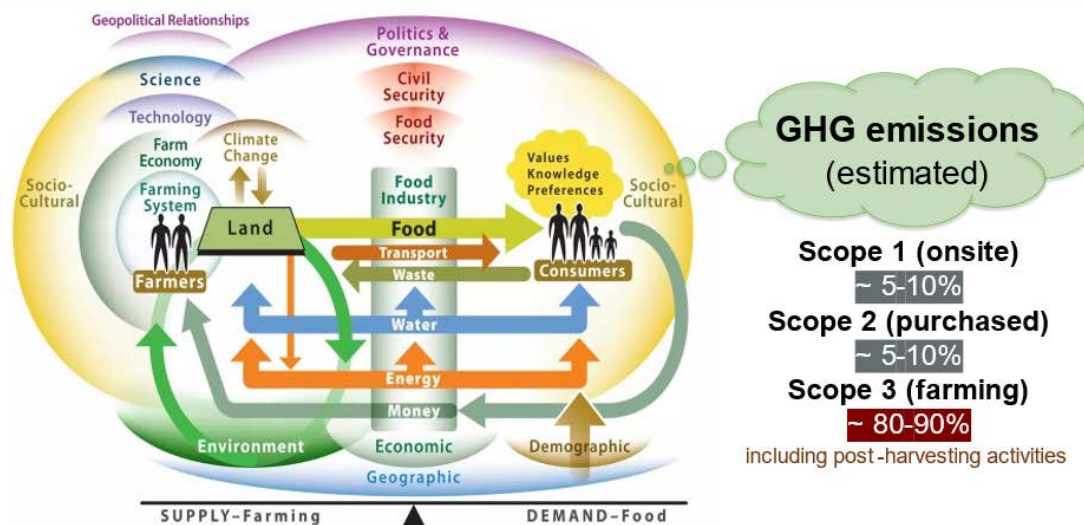 Geopolitical Relationships
Politics &
Governance
Science
Civil
Security
Technology
Food
Security
Climate
Change
Farm
Economy
Farming
System
Socio-
Cultural
Values
Knowledge
Preferences
Socio-
Cultural
Food
Industry
Land
Food
Transport
Waste
Farmers
Consumers
Water
Energy
Money
Environment
Economic
Demographic
Geographic
SUPPLY–Farming
DEMAND–Food
GHG emissions
(estimated)
Scope 1 (onsite)
~ 5-10%
Scope 2 (purchased)
~ 5-10%
Scope 3 (farming)
~ 80-90%
including post-harvesting activities